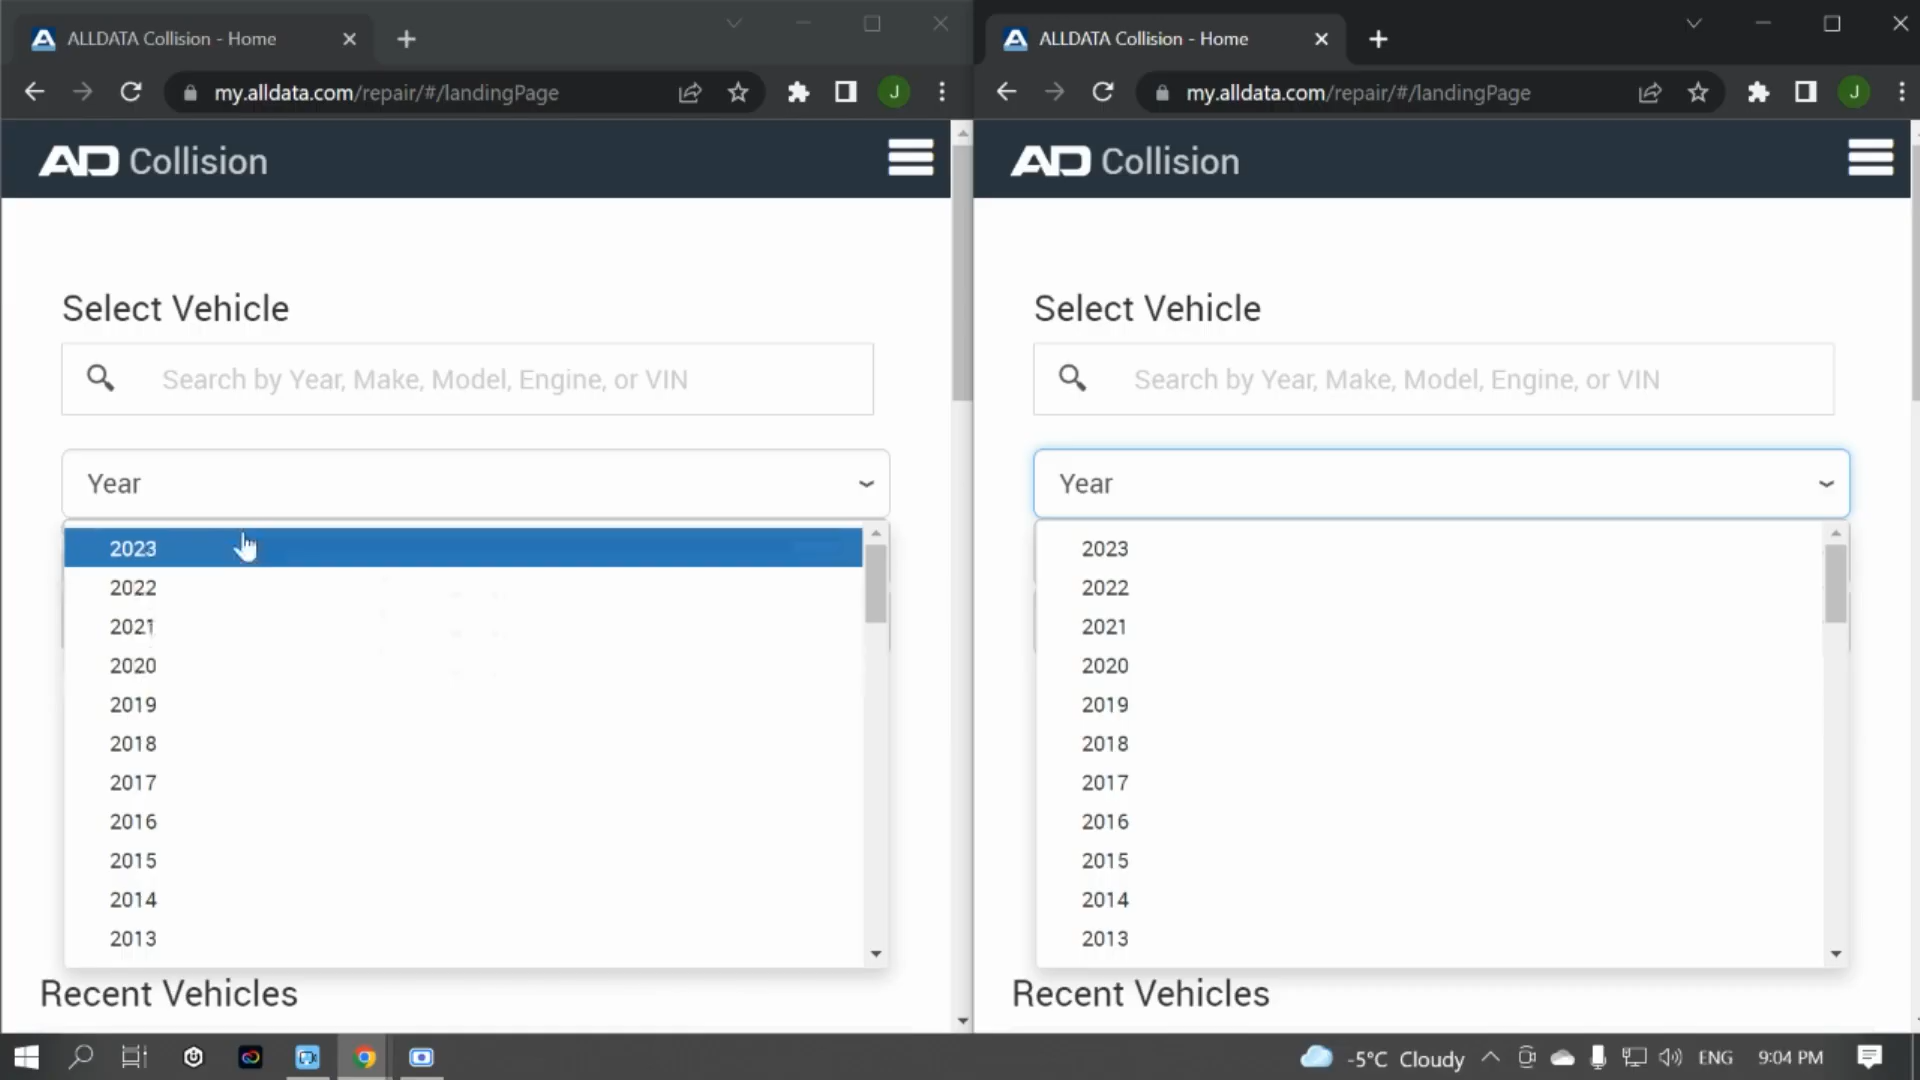 ALLDATA Collision - Home
my.alldata.com/repair/#/landingPage
J
AD Collision
Select Vehicle
Search by Year, Make, Model, Engine, or VIN
Year
2023
2022
2021
2020
2019
2018
2017
2016
2015
2014
2013
Recent Vehicles
ALLDATA Collision - Home
my.alldata.com/repair/#/landingPage
J
AD Collision
Select Vehicle
Search by Year, Make, Model, Engine, or VIN
Year
2023
2022
2021
2020
2019
2018
2017
2016
2015
2014
2013
Recent Vehicles
-5°C Cloudy ENG 9:04 PM